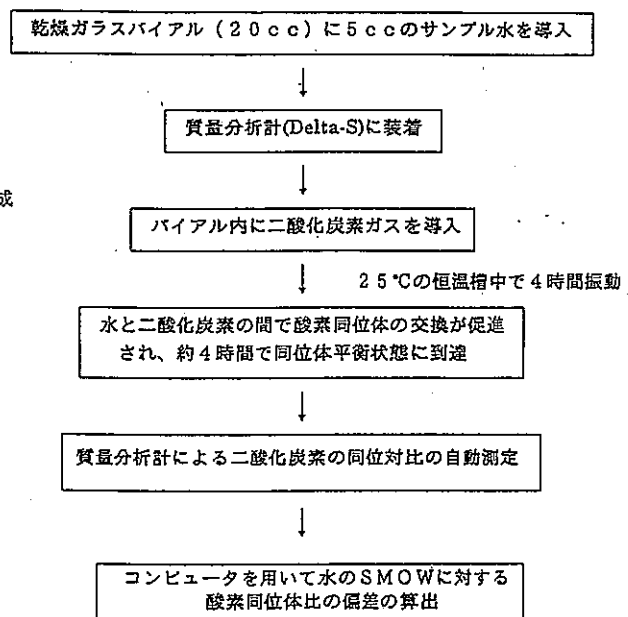 乾燥ガラスバイアル（20cc）に5ccのサンプル水を導入
質量分析計(Delta-S)に装着
成
バイアル内に二酸化炭素ガスを導入
25℃の恒温槽中で4時間振動
水と二酸化炭素の間で酸素同位体の交換が促進
され、約4時間で同位体平衡状態に到達
質量分析計による二酸化炭素の同位対比の自動測定
コンピュータを用いて水のSMOWに対する
酸素同位体比の偏差の算出